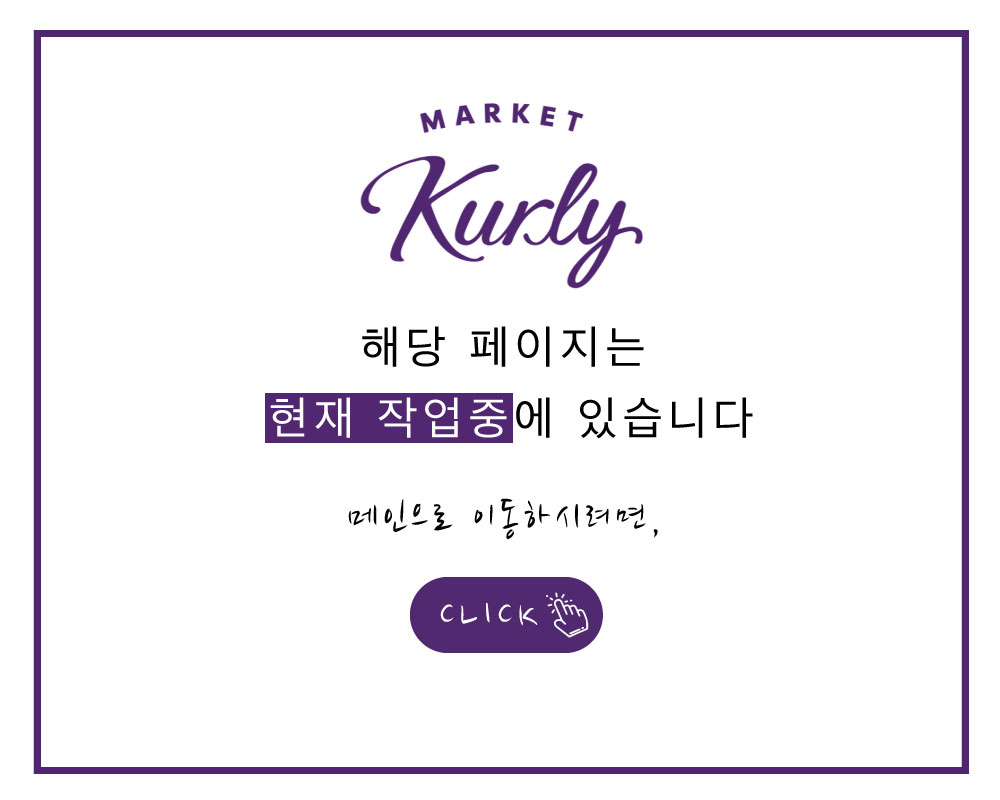 MARKET
Kurly
해당 페이지는
현재 작업중에 있습니다
메인으로 이동하시려면,
CLICK